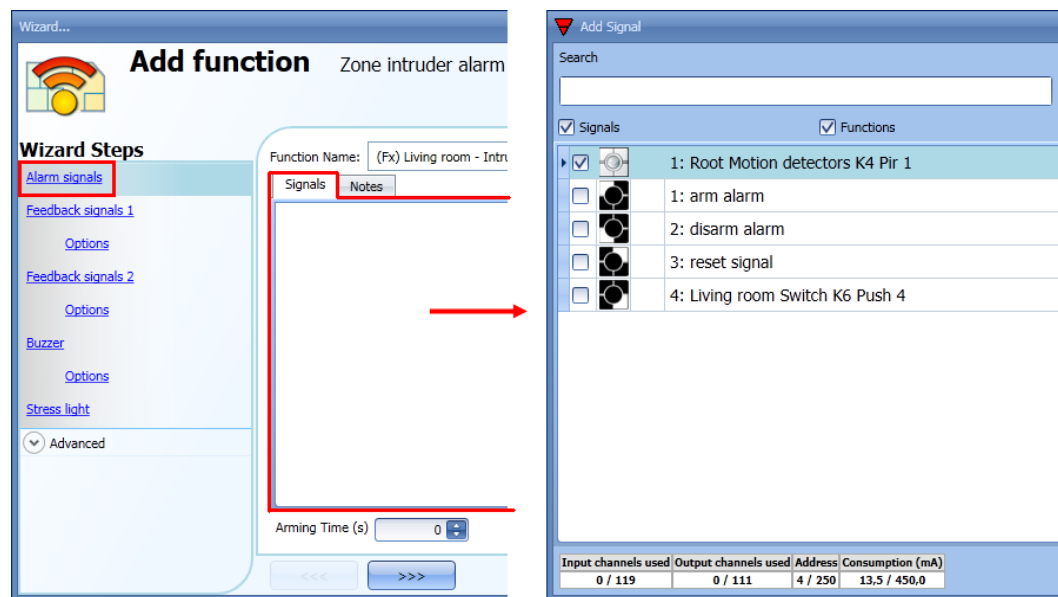 Wizard...
Add function Zone intruder alarm
Wizard Steps
Alarm signals
Feedback signals 1
Options
Feedback signals 2
Options
Buzzer
Options
Stress light
Advanced
Function Name: (Fx) Living room - Intru
Signals Notes
Arming Time (s) 0
<<< >>>
Add Signal
Search
Signals Functions
1: Root Motion detectors K4 Pir 1
1: arm alarm
2: disarm alarm
3: reset signal
4: Living room Switch K6 Push 4
Input channels used Output channels used Address Consumption (mA)
0 / 119 0 / 111 4 / 250 13,5 / 450,0